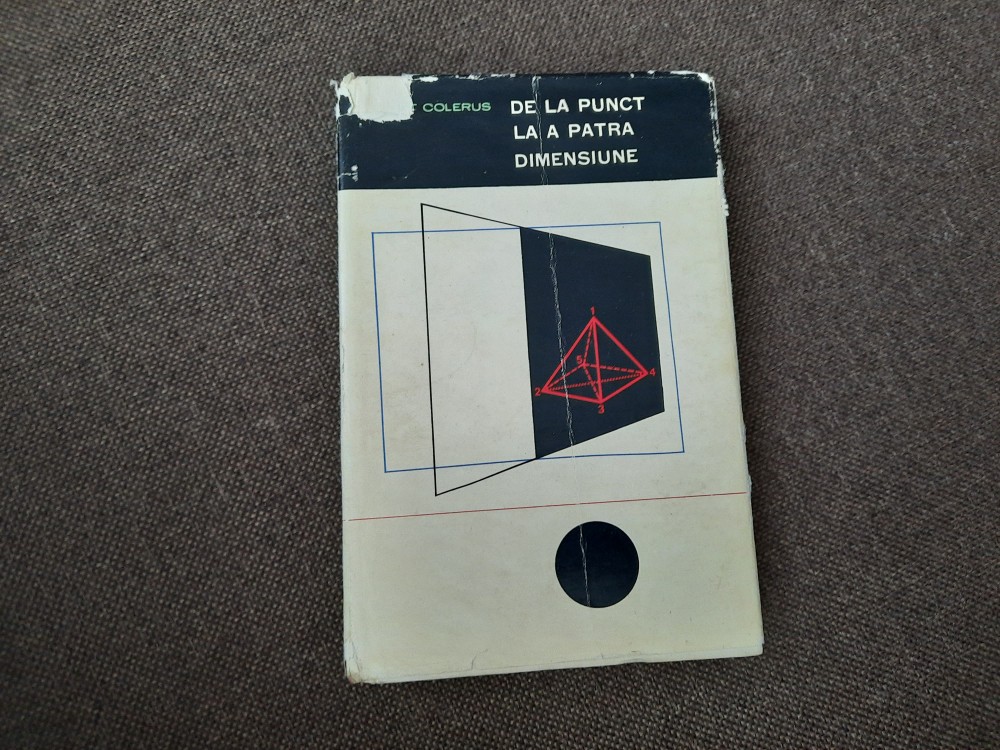 COLERUS
DE LA PUNCT
LA A PATRA
DIMENSIUNE
1
5
2
4
3